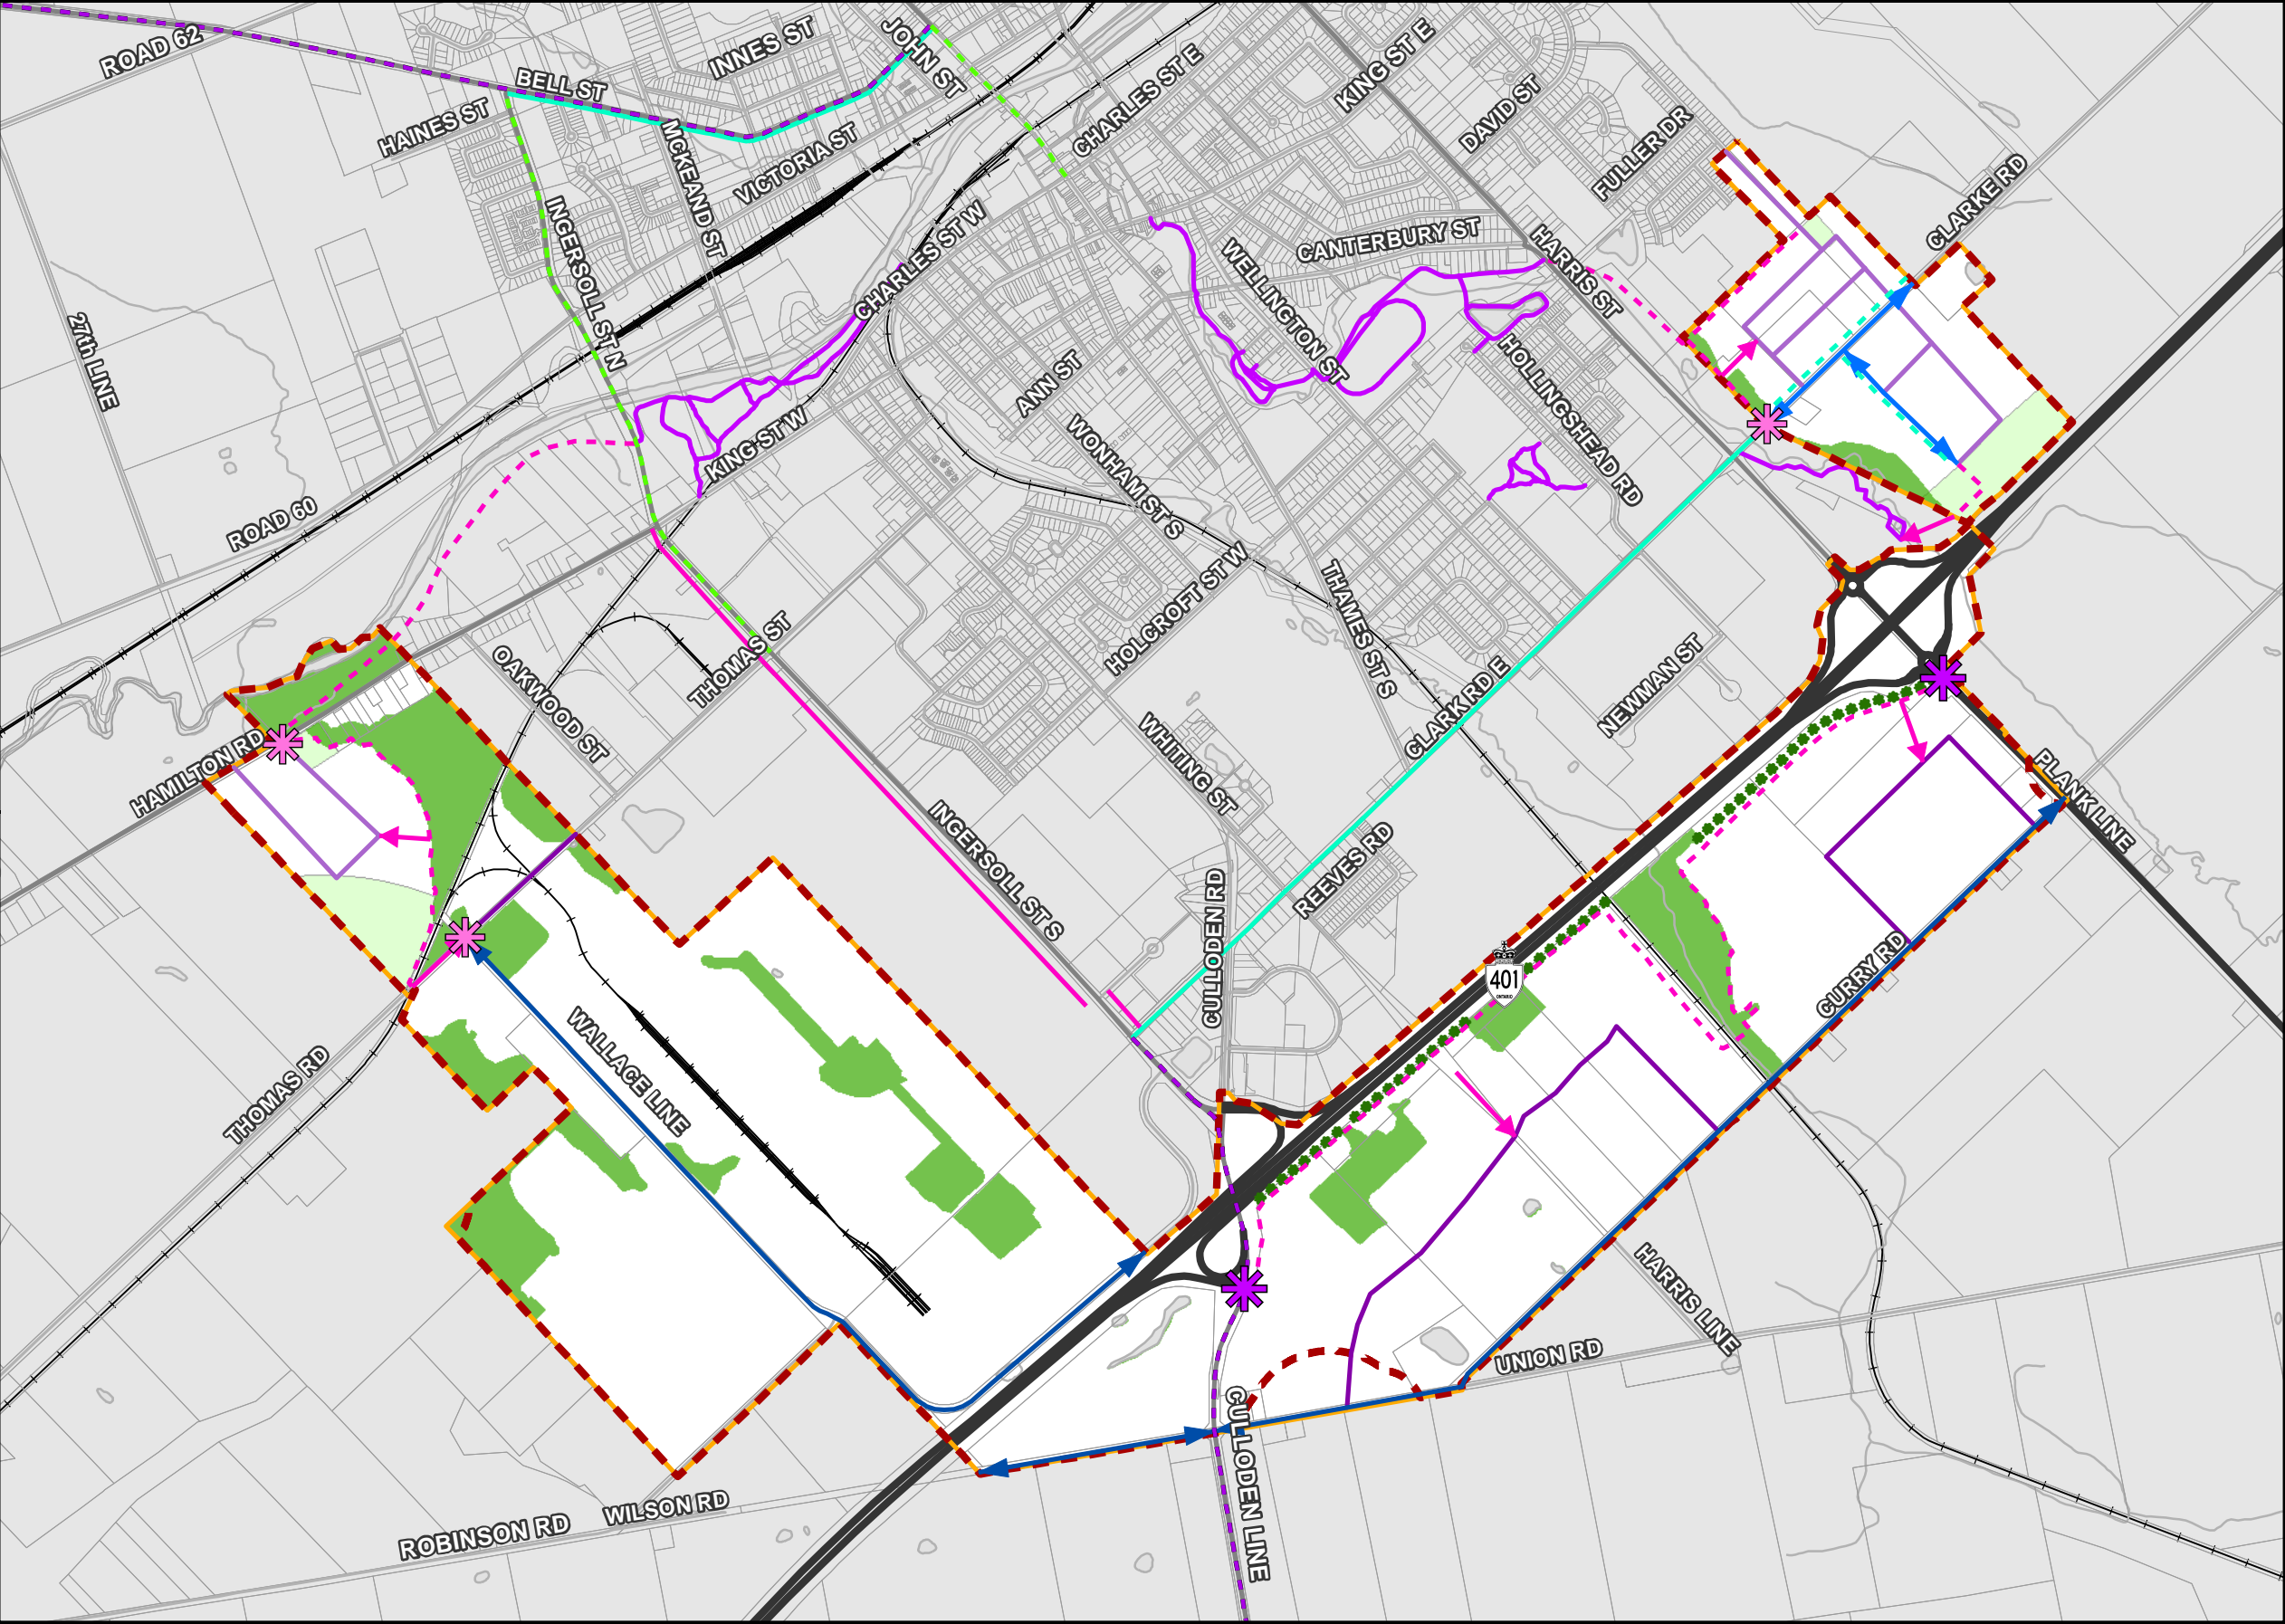 ROAD 62
BELL ST
INNES ST
JOHN ST
KING ST E
CHARLES ST E
DAVID ST
HAINES ST
MCKEAND ST
VICTORIA ST
FULLER DR
CLARKE RD
INGERSOLL ST N
CHARLES ST W
WELLINGTON ST
CANTERBURY ST
HARRIS ST
27th LINE
ANN ST
HOLLINGSHEAD RD
KING ST W
WONHAM ST S
ROAD 60
HOLCROFT ST W
THAMES ST S
OAKWOOD ST
THOMAS ST
CLARK RD E
NEWMAN ST
HAMILTON RD
WHITING ST
PLANK LINE
INGERSOLL ST S
REEVES RD
CULLODEN RD
401
ONTARIO
CURRY RD
WALLACE LINE
THOMAS RD
HARRIS LINE
UNION RD
CULLODEN LINE
WILSON RD
ROBINSON RD